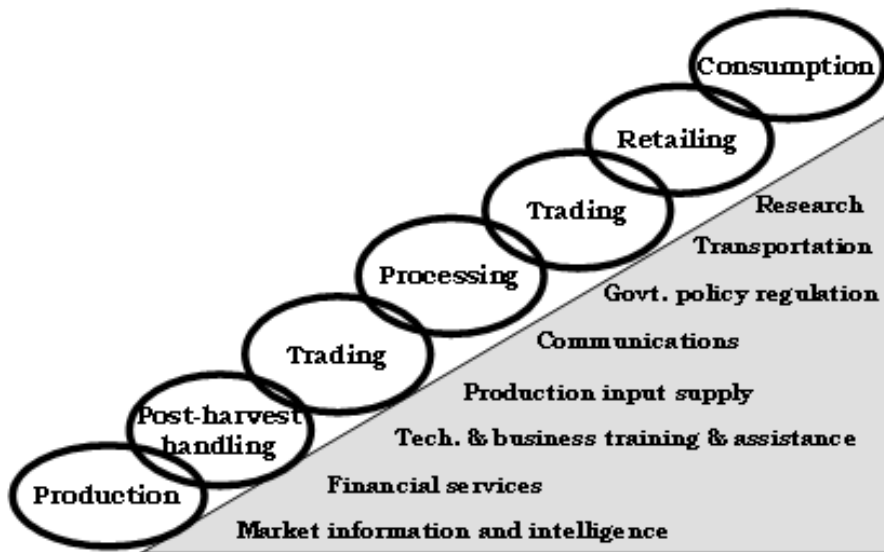 Consumption
Retailing
Trading
Research
Transportation
Processing
Govt. policy regulation
Communications
Trading
Production input supply
Post-harvest
handling
Tech. & business training & assistance
Production
Financial services
Market information and intelligence